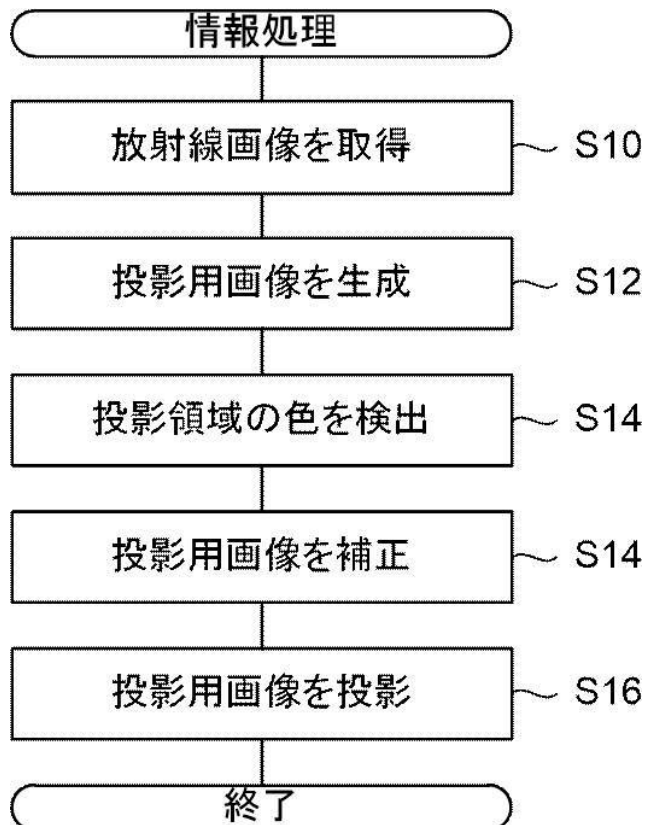 情報処理
放射線画像を取得 S10
投影用画像を生成 S12
投影領域の色を検出 S14
投影用画像を補正 S14
投影用画像を投影 S16
終了